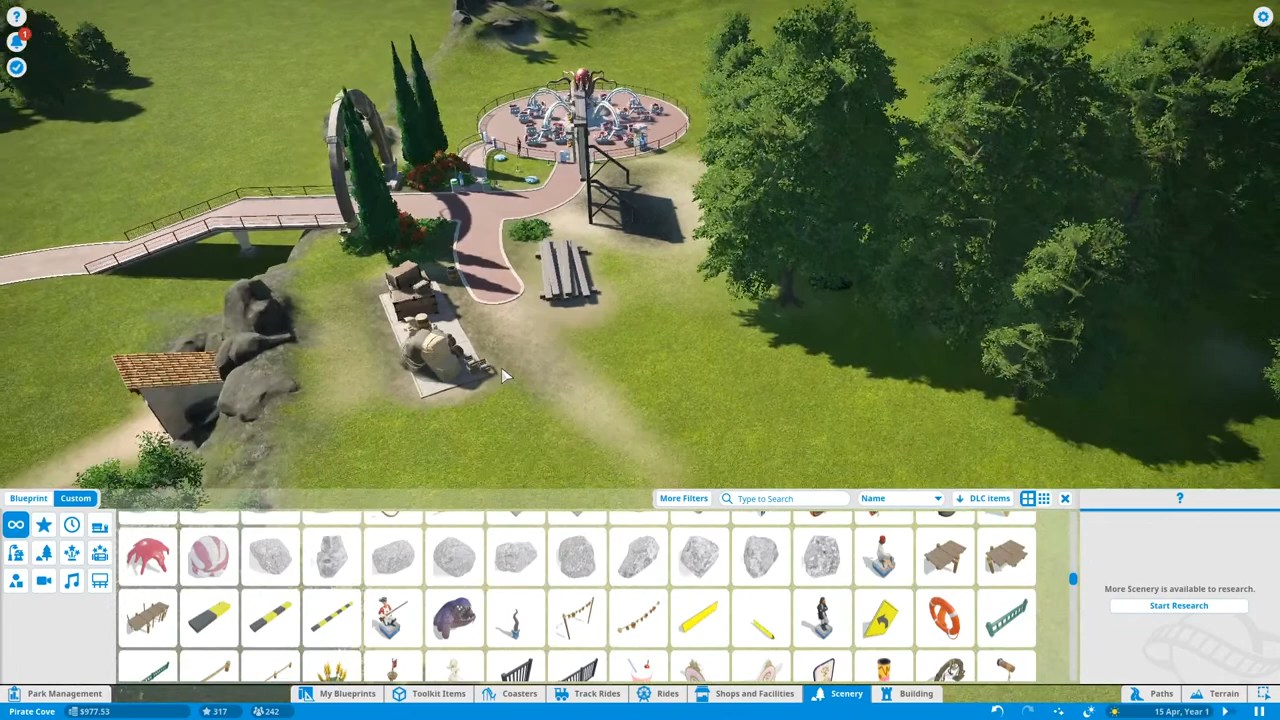 ?
1
Blueprint Custom More Filters Type to Search Name DLC items ?
More Scenery is available to research.
Start Research
Park Management My Blueprints Toolkit Items Coasters Track Rides Rides Shops and Facilities Scenery Building Paths Terrain
Pirate Cove $977.53 317 242 15 Apr, Year 1